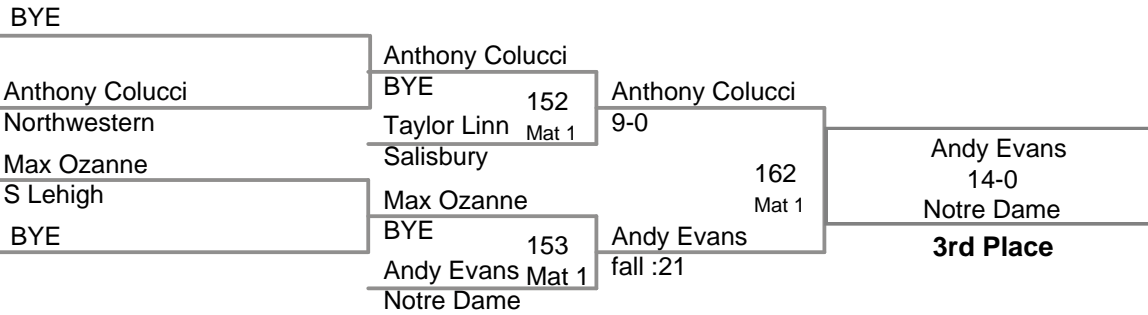 BYE
Anthony Colucci
Northwestern
Max Ozanne
S Lehigh
BYE
Anthony Colucci
BYE
152
Mat 1
Taylor Linn
Salisbury
Max Ozanne
BYE
153
Mat 1
Andy Evans
Notre Dame
Anthony Colucci
9-0
162
Mat 1
Andy Evans
fall :21
Andy Evans
14-0
Notre Dame
3rd Place